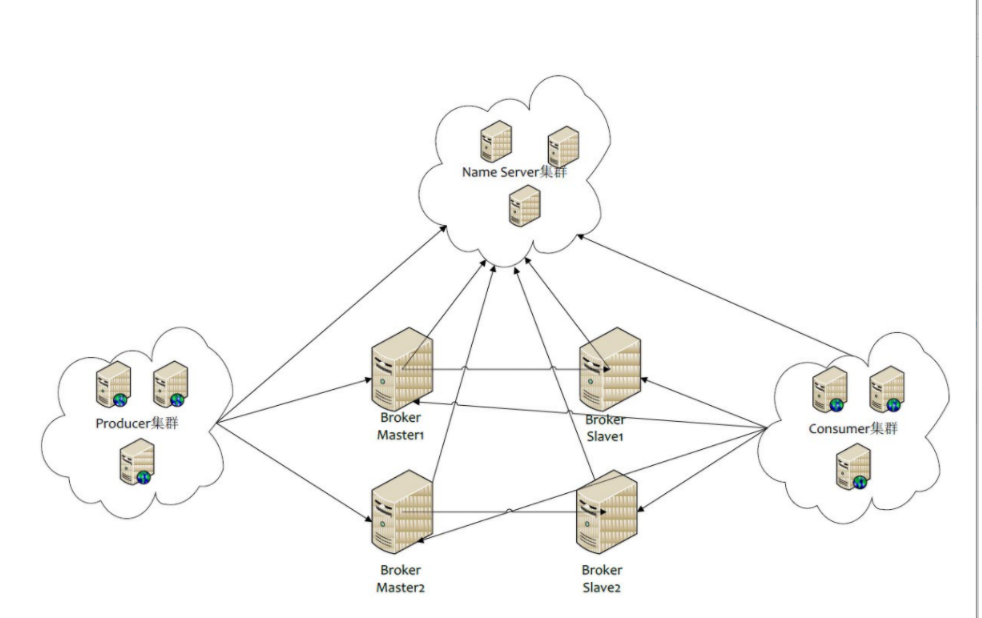 Name Server集群
Producer集群
Broker
Master1
Broker
Slave1
Consumer集群
Broker
Master2
Broker
Slave2